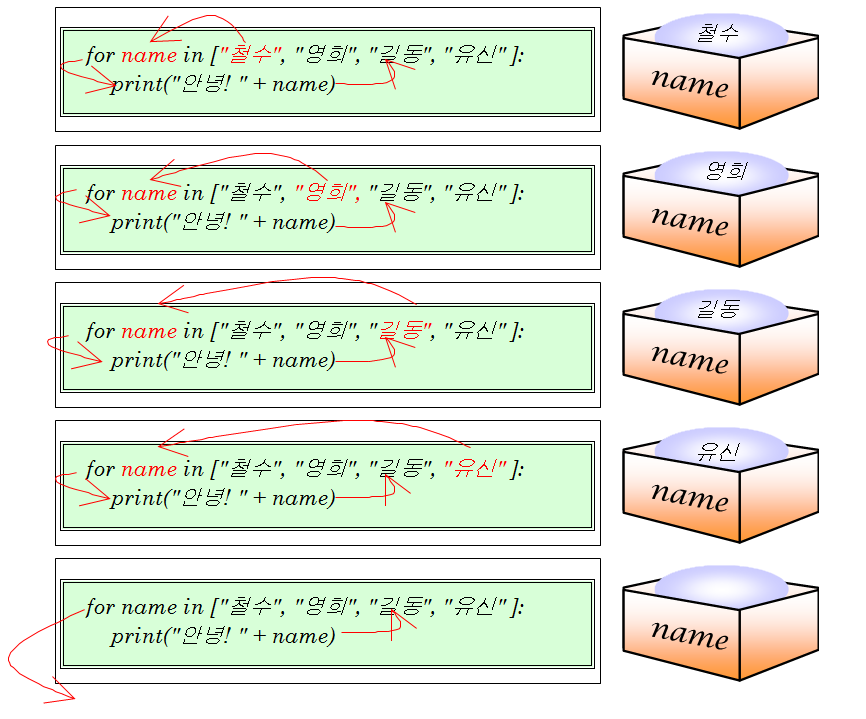 for name in ["철수", "영희", "길동", "유신" ]:
print("안녕! " + name)
철수
name
for name in ["철수", "영희", "길동", "유신" ]:
print("안녕! " + name)
영희
name
for name in ["철수", "영희", "길동", "유신" ]:
print("안녕! " + name)
길동
name
for name in ["철수", "영희", "길동", "유신" ]:
print("안녕! " + name)
유신
name
for name in ["철수", "영희", "길동", "유신" ]:
print("안녕! " + name)
name